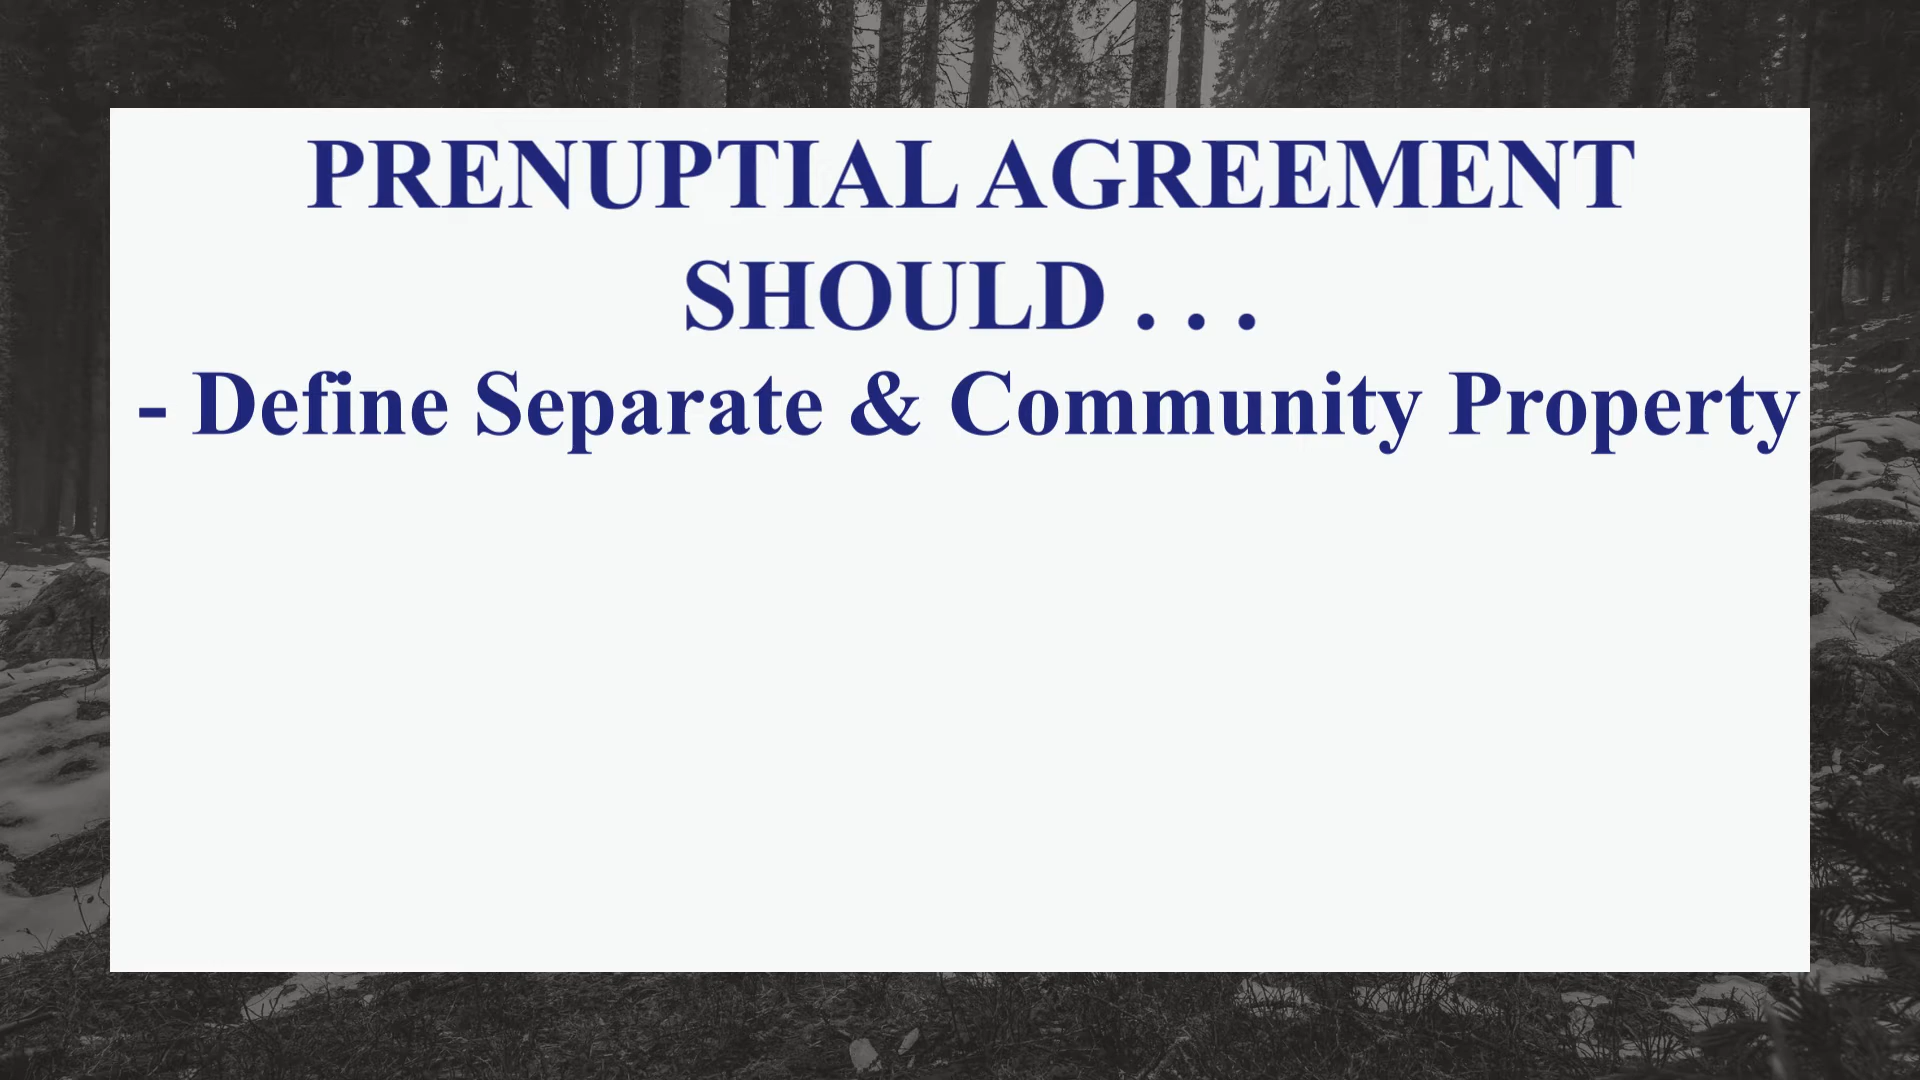 PRENUPTIAL AGREEMENT
SHOULD . . .
- Define Separate & Community Property